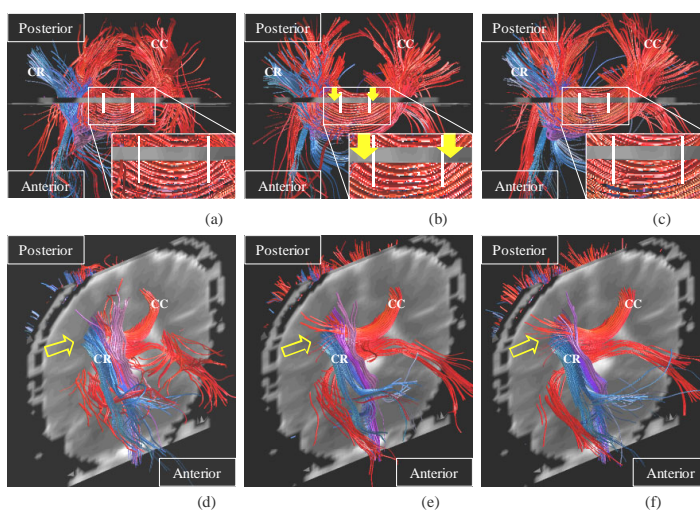 Posterior
CC
CR
Anterior
Posterior
CC
CR
Anterior
Posterior
CC
CR
Anterior
(a)
(b)
(c)
Posterior
CC
CR
Anterior
Posterior
CC
CR
Anterior
Posterior
CC
CR
Anterior
(d)
(e)
(f)